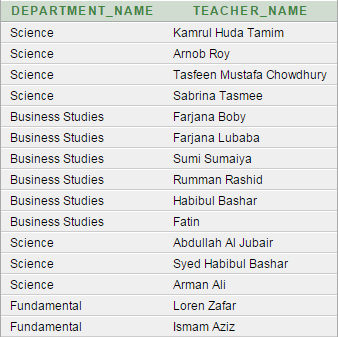 DEPARTMENT_NAME TEACHER_NAME
Science Kamrul Huda Tamim
Science Arnob Roy
Science Tasfeen Mustafa Chowdhury
Science Sabrina Tasmee
Business Studies Farjana Boby
Business Studies Farjana Lubaba
Business Studies Sumi Sumaiya
Business Studies Rumman Rashid
Business Studies Habibul Bashar
Business Studies Fatin
Science Abdullah Al Jubair
Science Syed Habibul Bashar
Science Arman Ali
Fundamental Loren Zafar
Fundamental Ismam Aziz